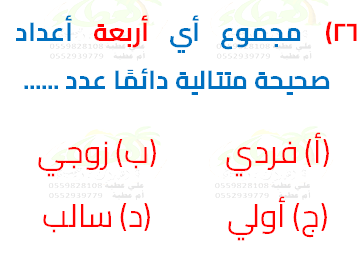 ٢٦) مجموع أي أربعة أعداد
صحيحة متتالية دائمًا عدد ......
(أ) فردي (ب) زوجي
(ج) أولي (د) سالب